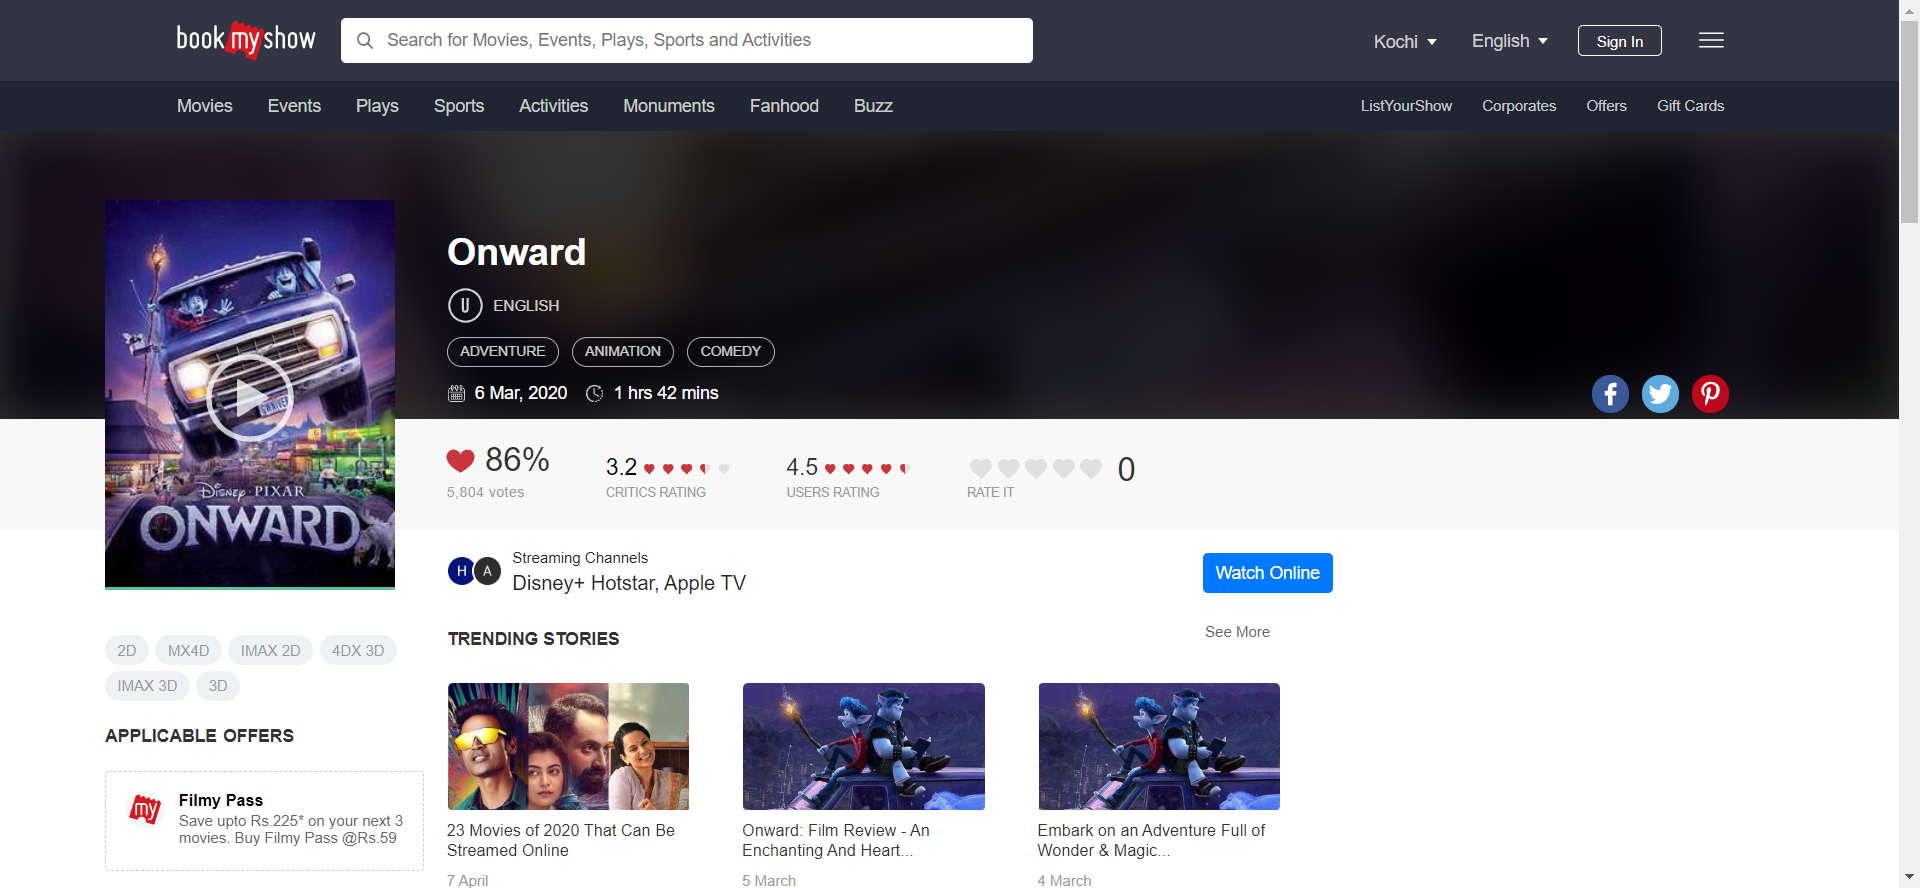 bookmyshow
Search for Movies, Events, Plays, Sports and Activities
Kochi
English
Sign In
Movies
Events
Plays
Sports
Activities
Monuments
Fanhood
Buzz
ListYourShow
Corporates
Offers
Gift Cards
Onward
U ENGLISH
ADVENTURE
ANIMATION
COMEDY
6 Mar, 2020
1 hrs 42 mins
Disney · PIXAR
ONWARD
86%
5,804 votes
3.2
CRITICS RATING
4.5
USERS RATING
0
RATE IT
H A
Streaming Channels
Disney+ Hotstar, Apple TV
Watch Online
2D
MX4D
IMAX 2D
4DX 3D
IMAX 3D
3D
APPLICABLE OFFERS
my
Filmy Pass
Save upto Rs.225* on your next 3
movies. Buy Filmy Pass @Rs.59
TRENDING STORIES
See More
23 Movies of 2020 That Can Be
Streamed Online
7 April
Onward: Film Review - An
Enchanting And Heart...
5 March
Embark on an Adventure Full of
Wonder & Magic...
4 March